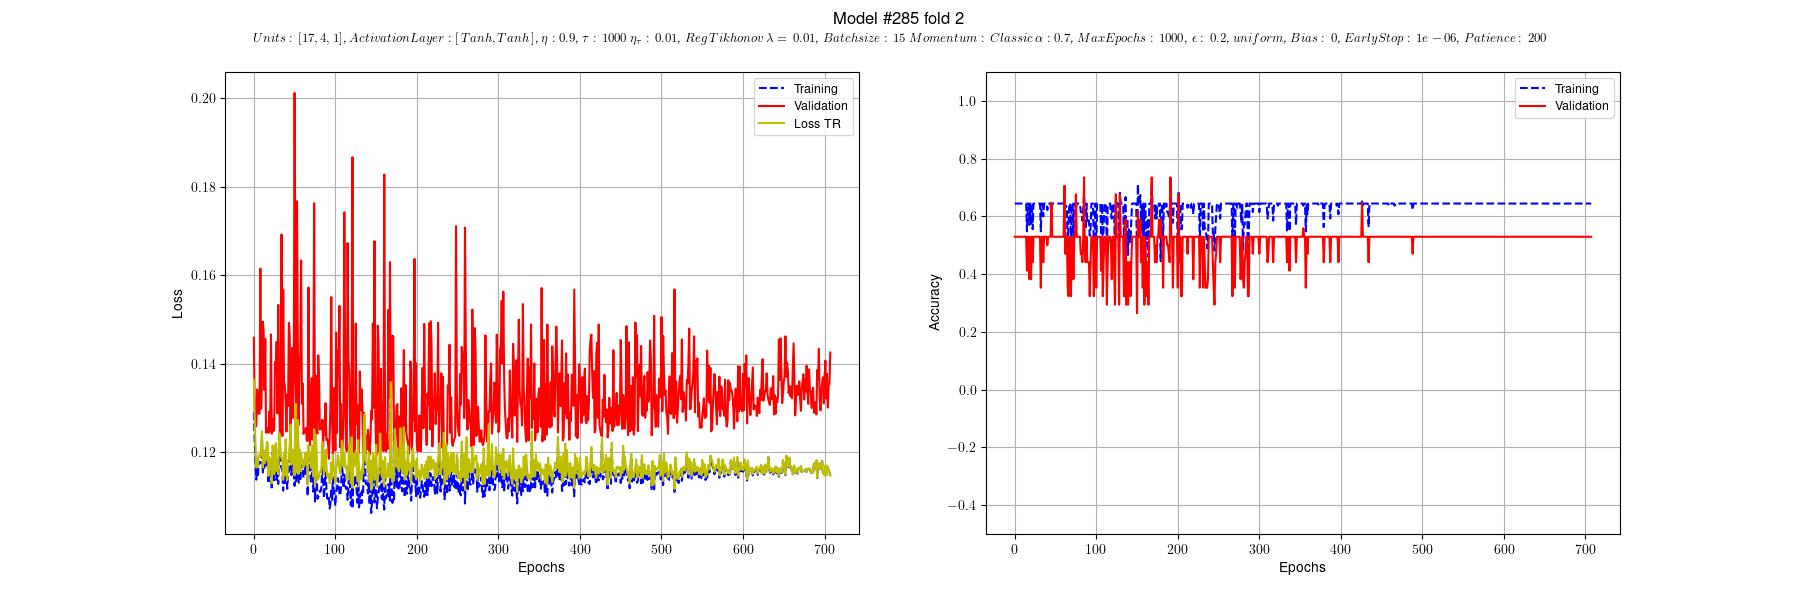 Model #285 fold 2
Units : [17, 4, 1], ActivationLayer : [Tanh, Tanh], η : 0.9, τ : 1000 η_τ : 0.01, RegTikhonov λ = 0.01, Batchsize : 15 Momentum : Classic α : 0.7, MaxEpochs : 1000, ϵ : 0.2, uniform, Bias : 0, EarlyStop : 1e − 06, Patience : 200
Training
Validation
Loss TR
0.20
0.18
0.16
0.14
0.12
Loss
0 100 200 300 400 500 600 700
Epochs
Training
Validation
1.0
0.8
0.6
0.4
0.2
0.0
−0.2
−0.4
Accuracy
0 100 200 300 400 500 600 700
Epochs